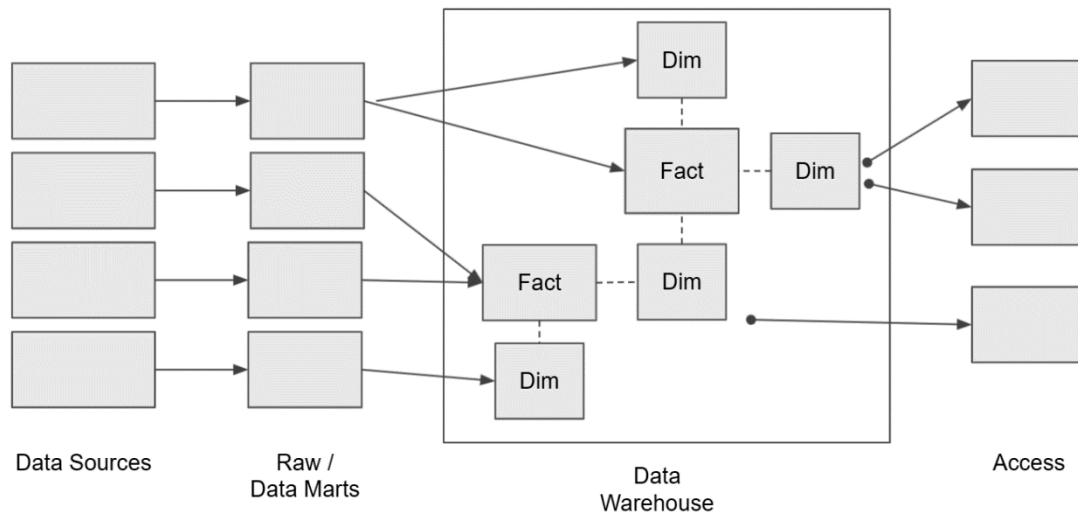 Dim
Fact
Dim
Fact
Dim
Dim
Data Sources
Raw /
Data Marts
Data
Warehouse
Access